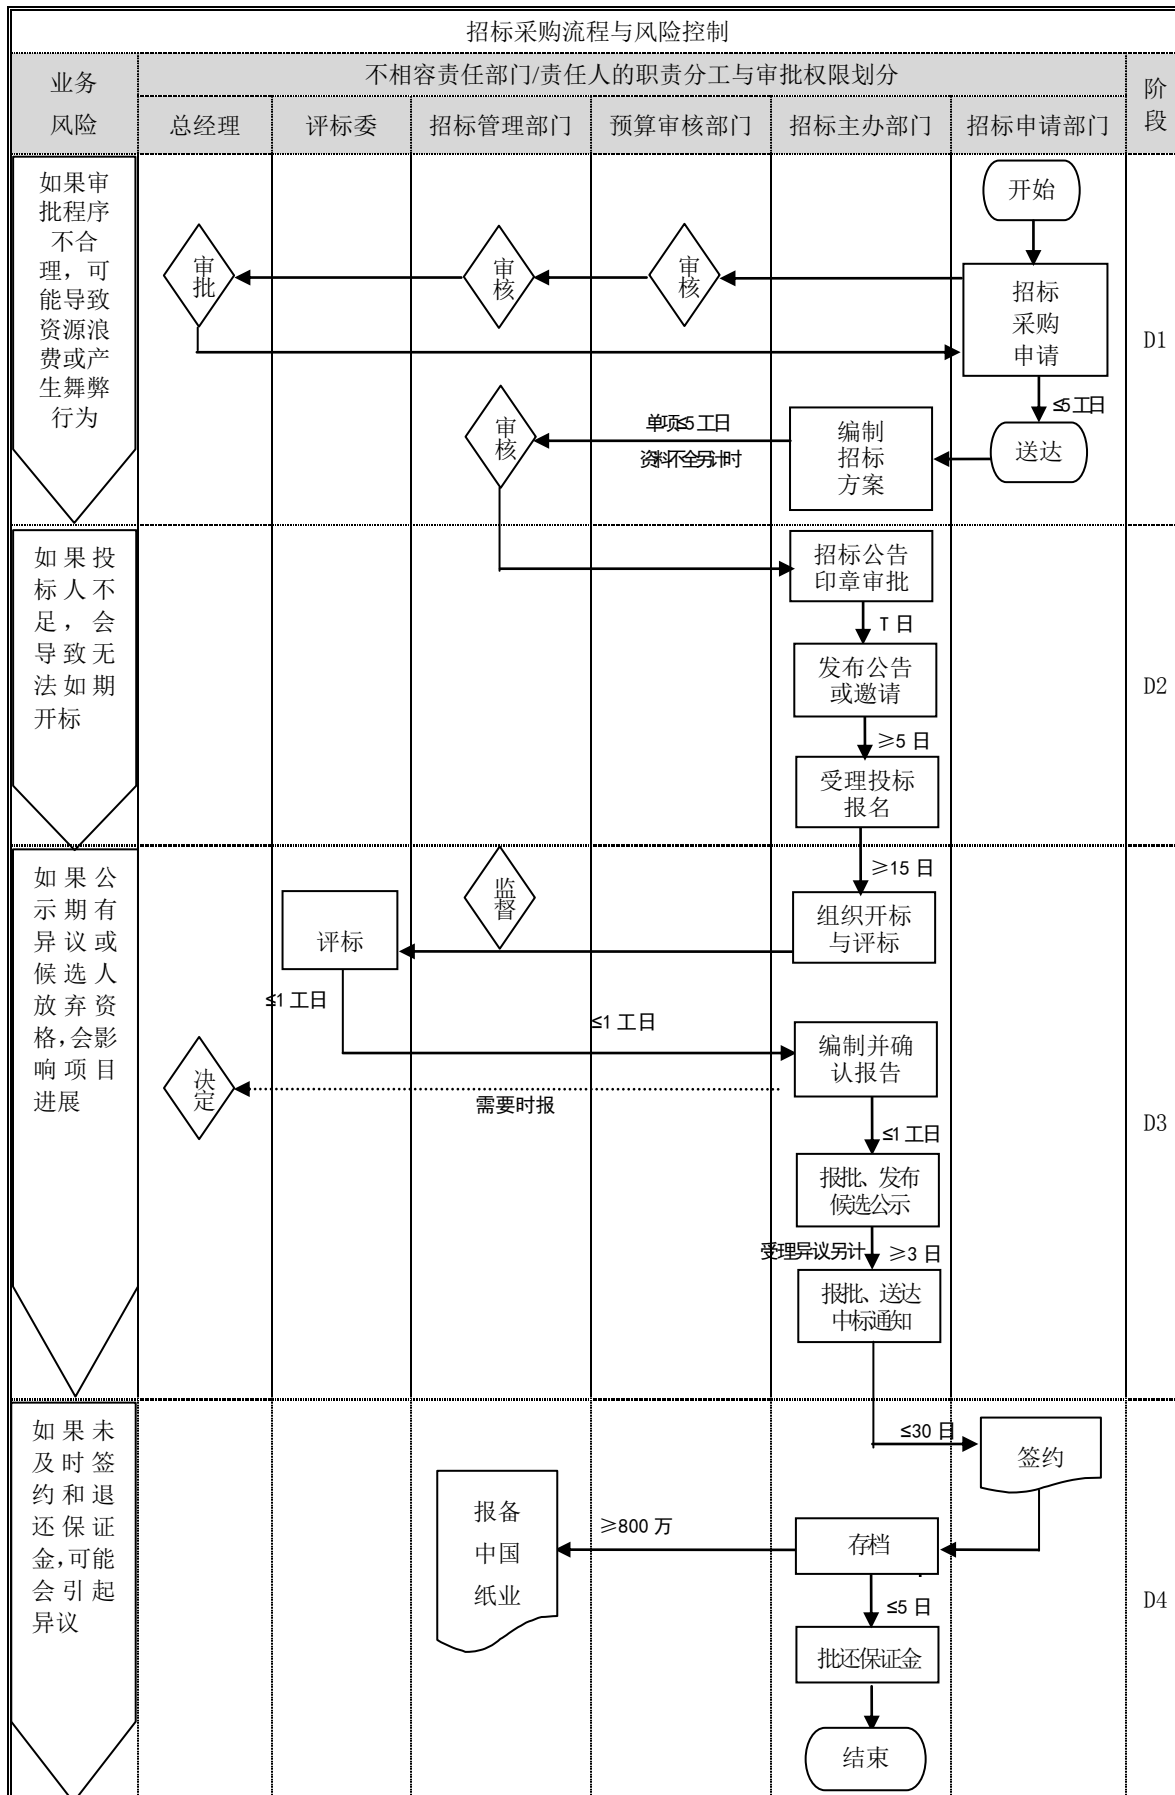 招标采购流程与风险控制
业务
风险
不相容责任部门/责任人的职责分工与审批权限划分
阶
段
总经理
评标委
招标管理部门
预算审核部门
招标主办部门
招标申请部门
如果审
批程序
不合
理，可
能导致
资源浪
费或产
生舞弊
行为
开始
审
批
审
核
审
核
招标
采购
申请
D1
≤5工日
审
核
单项≤5工日
资料不全另计时
编制
招标
方案
送达
如果投
标人不
足，会
导致无
法如期
开标
招标公告
印章审批
T日
发布公告
或邀请
D2
≥5日
受理投标
报名
如果公
示期有
异议或
候选人
放弃资
格,会影
响项目
进展
≥15日
监
督
评标
组织开标
与评标
≤1工日
≤1工日
编制并确
认报告
决
定
需要时报
≤1工日
D3
报批、发布
候选公示
受理异议另计
≥3日
报批、送达
中标通知
如果未
及时签
约和退
还保证
金,可能
会引起
异议
≤30日
签约
报备
中国
纸业
≥800万
存档
≤5日
D4
批还保证金
结束